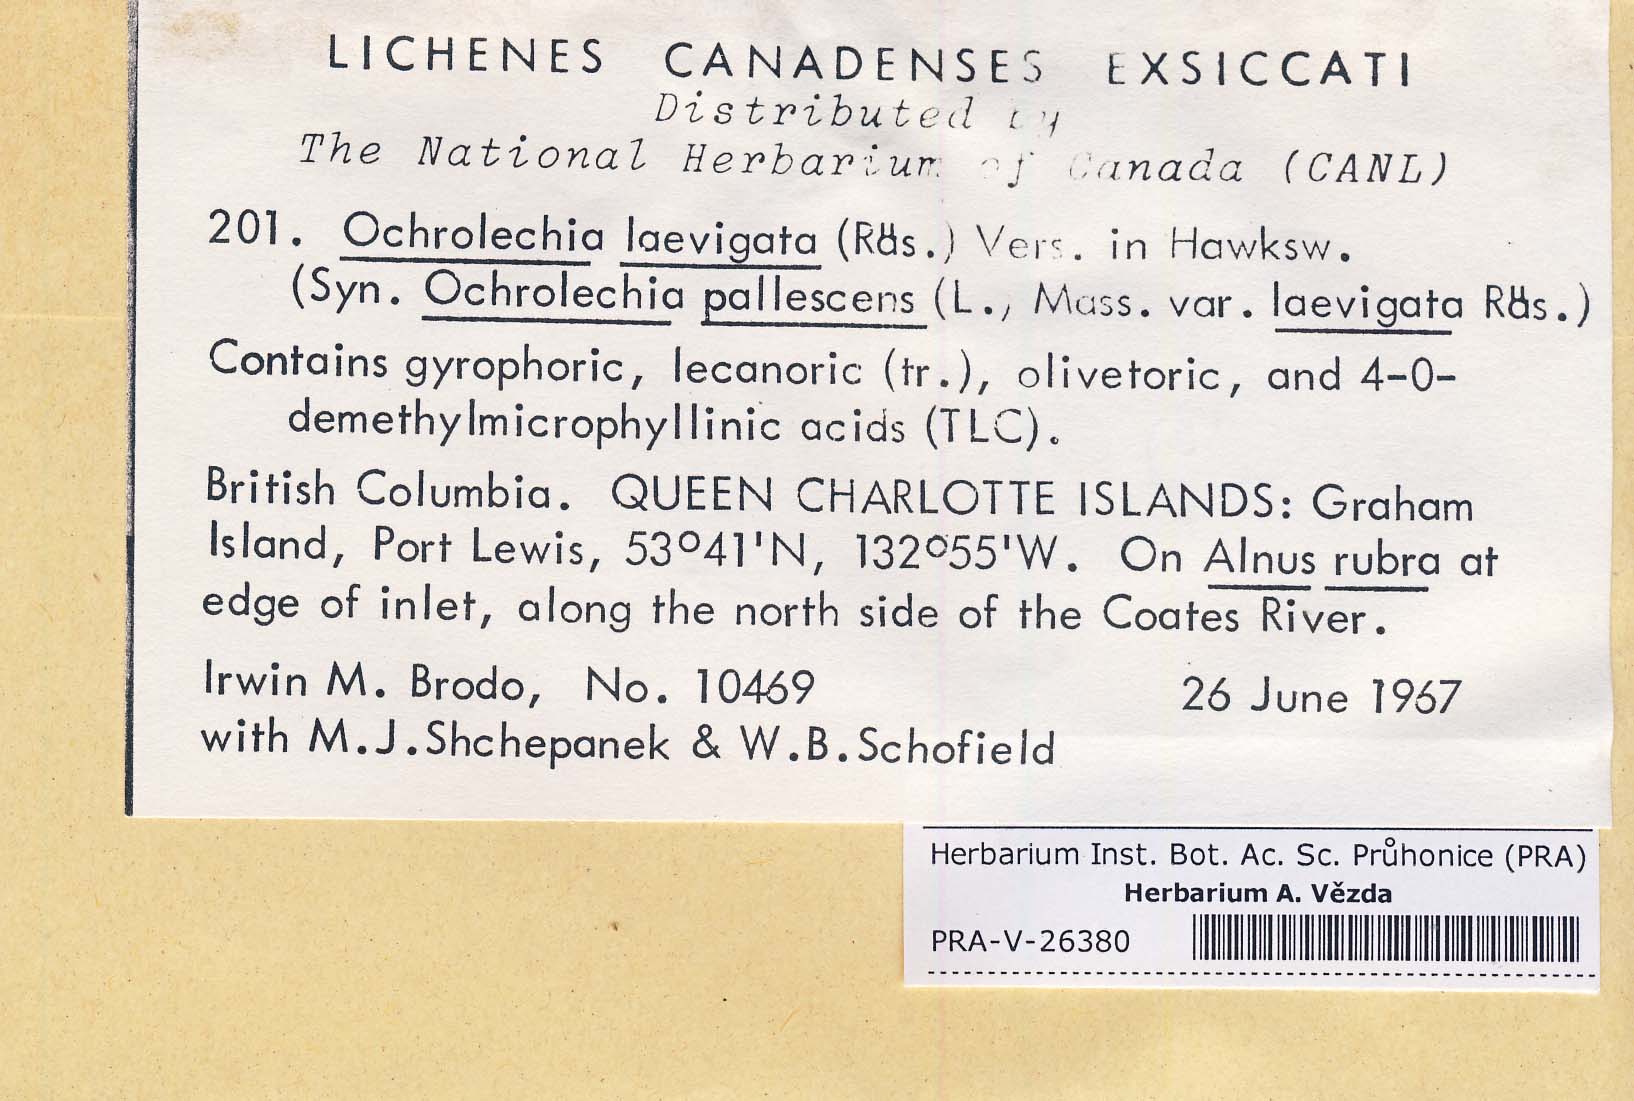 LICHENES CANADENSES EXSICCATI
Distributed by
The National Herbarium of Canada (CANL)
201. Ochrolechia laevigata (Räs.) Vers. in Hawksw.
(Syn. Ochrolechia pallescens (L.) Mass. var. laevigata Räs.)
Contains gyrophoric, lecanoric (tr.), olivetoric, and 4-0-
demethylmicrophyllinic acids (TLC).
British Columbia. QUEEN CHARLOTTE ISLANDS: Graham
Island, Port Lewis, 53°41'N, 132°55'W. On Alnus rubra at
edge of inlet, along the north side of the Coates River.
Irwin M. Brodo, No. 10469 26 June 1967
with M.J.Shchepanek & W.B.Schofield
Herbarium Inst. Bot. Ac. Sc. Průhonice (PRA)
Herbarium A. Vězda
PRA-V-26380